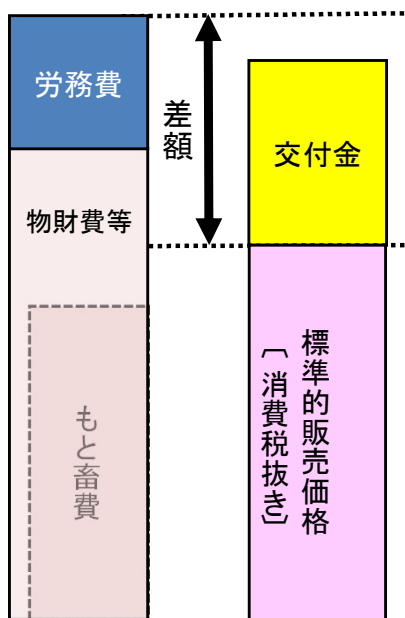 労務費
物財費等
もと畜費
差額
交付金
標準的販売価格
〔消費税抜き〕